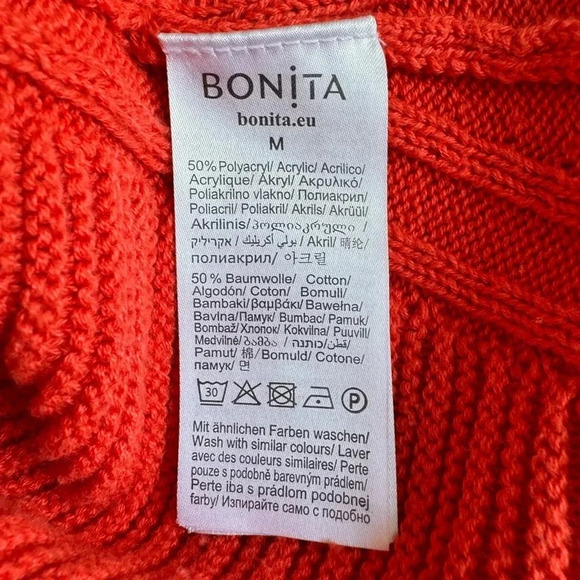 BONiTA
bonita.eu
M
50% Polyacryl/ Acrylic/ Acrilico/
Acrylique/ Akryl/ Ακρυλικό/
Poliakrilno vlakno/ Полиакрил/
Poliacril/ Poliakril/ Akrils/ Akrüül/
Akrilinis/ პოლიაკრული /
אקריליק / بولي أكريليك / Akril/ 晴纶/
полиакрил/ 아크릴
50% Baumwolle/ Cotton/
Algodón/ Coton/ Bomull/
Bambaki/ βαμβάκι/ Bawełna/
Bavlna/Памук/ Bumbac/ Pamuk/
Bombaž/ Хлопок/ Kokvilna/ Puuvill/
Medvilnė/ ბამბა / כותנה/ قطن/
Pamut/ 棉/ Bomuld/ Cotone/
памук/ 면
30 P
Mit ähnlichen Farben waschen/
Wash with similar colours/ Laver
avec des couleurs similaires/ Perte
pouze s podobně barevným prádlem/
Perte iba s prádlom podobnej
farby/ Изпирайте само с подобно